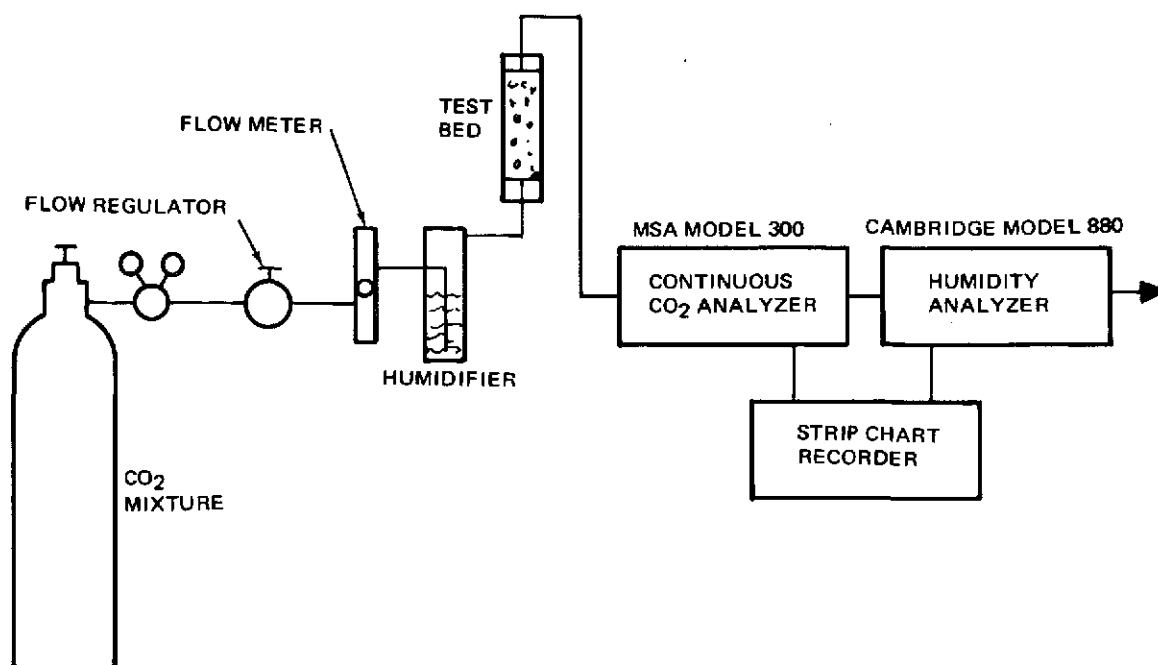 TEST
BED
FLOW METER
FLOW REGULATOR
MSA MODEL 300
CAMBRIDGE MODEL 880
CONTINUOUS
CO2 ANALYZER
HUMIDITY
ANALYZER
HUMIDIFIER
STRIP CHART
RECORDER
CO2
MIXTURE